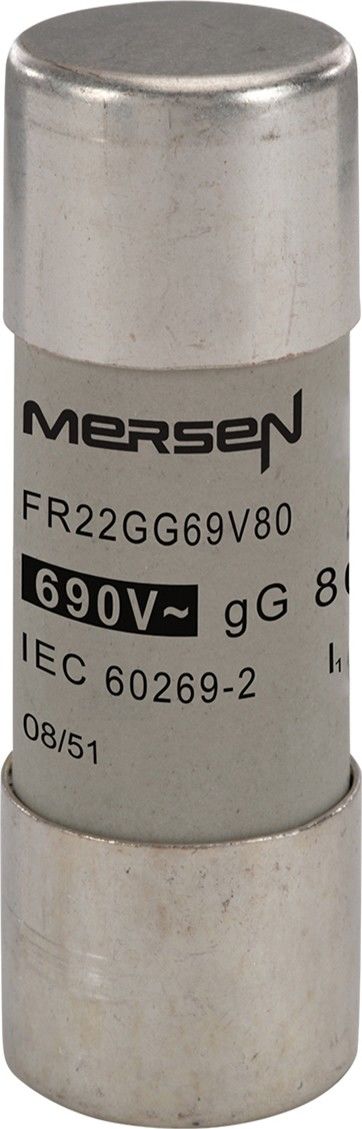 MERSEN
FR22GG69V80
690V~ gG
IEC 60269-2
08/51